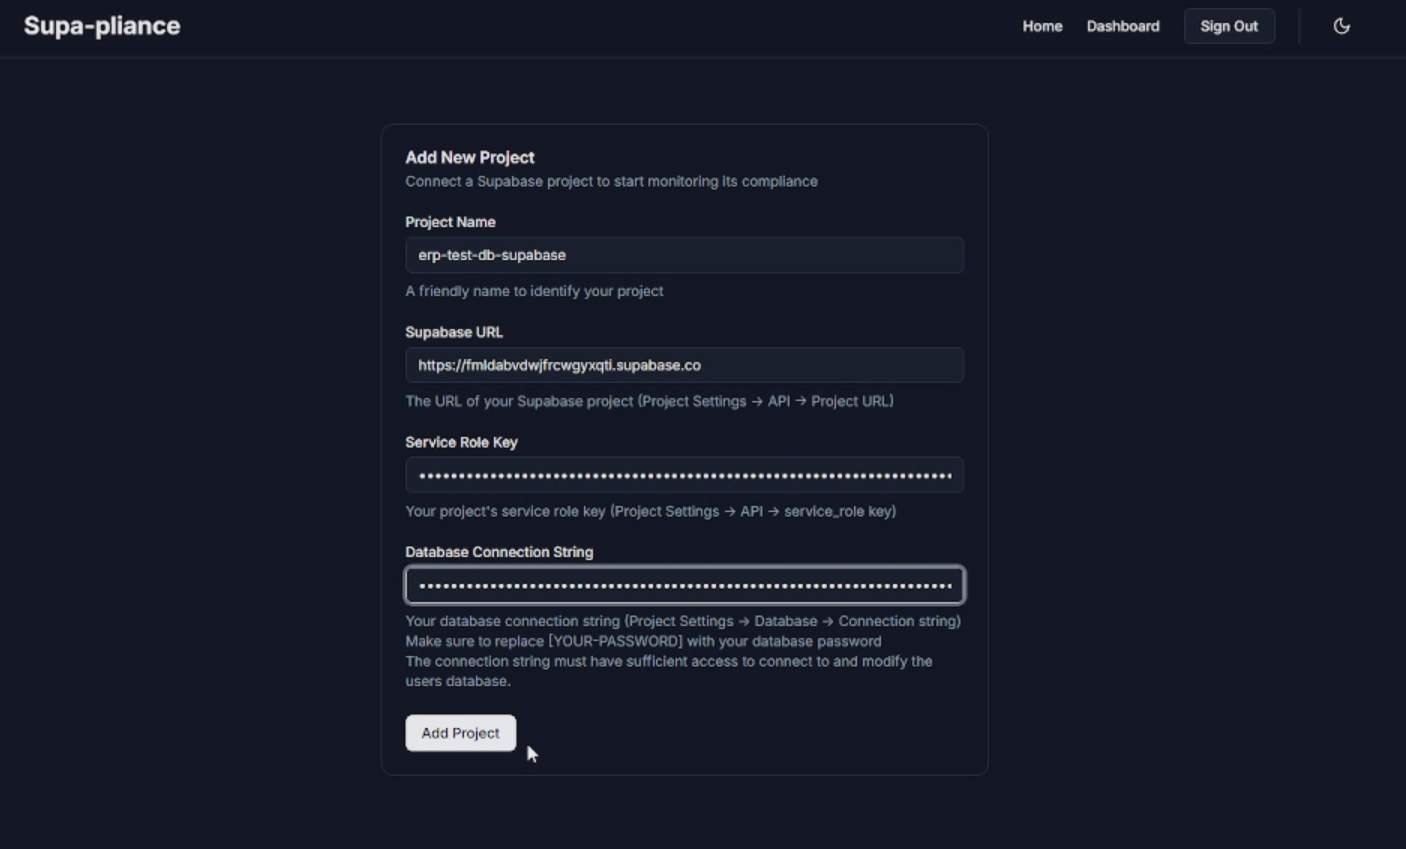 Supa-pliance
Home
Dashboard
Sign Out
Add New Project
Connect a Supabase project to start monitoring its compliance
Project Name
erp-test-db-supabase
A friendly name to identify your project
Supabase URL
https://fmldabvdwjfrcwgyxqti.supabase.co
The URL of your Supabase project (Project Settings → API → Project URL)
Service Role Key
Your project's service role key (Project Settings → API → service_role key)
Database Connection String
Your database connection string (Project Settings → Database → Connection string)
Make sure to replace [YOUR-PASSWORD] with your database password
The connection string must have sufficient access to connect to and modify the
users database.
Add Project